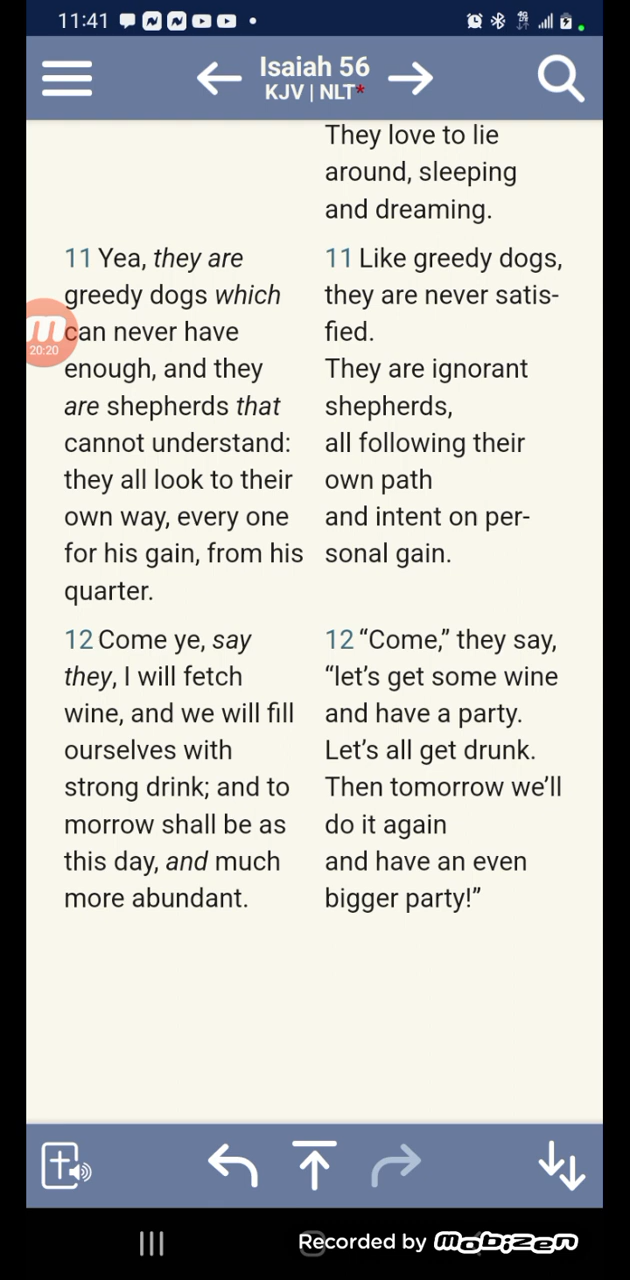 11:41
Isaiah 56
KJV | NLT*
They love to lie
around, sleeping
and dreaming.
11 Yea, they are
greedy dogs which
can never have
enough, and they
are shepherds that
cannot understand:
they all look to their
own way, every one
for his gain, from his
quarter.
11 Like greedy dogs,
they are never satis-
fied.
They are ignorant
shepherds,
all following their
own path
and intent on per-
sonal gain.
m
20:20
12 Come ye, say
they, I will fetch
wine, and we will fill
ourselves with
strong drink; and to
morrow shall be as
this day, and much
more abundant.
12 “Come,” they say,
“let’s get some wine
and have a party.
Let’s all get drunk.
Then tomorrow we’ll
do it again
and have an even
bigger party!”
Recorded by mobizen